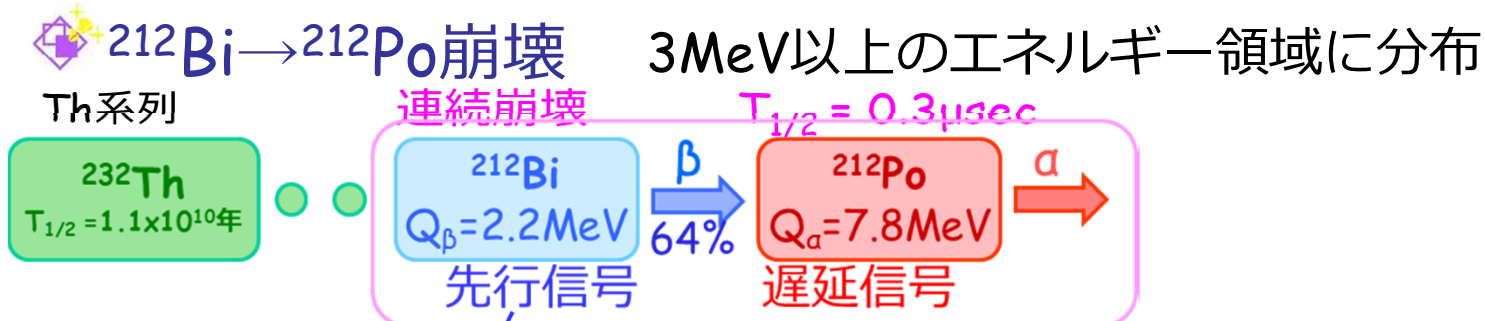 ²¹²Bi→²¹²Po崩壊 3MeV以上のエネルギー領域に分布
Th系列 連続崩壊 T₁/₂ = 0.3μsec
²³²Th
T₁/₂ =1.1x10¹⁰年
²¹²Bi
Qᵦ=2.2MeV
β
64%
²¹²Po
Qα=7.8MeV
α
先行信号 遅延信号